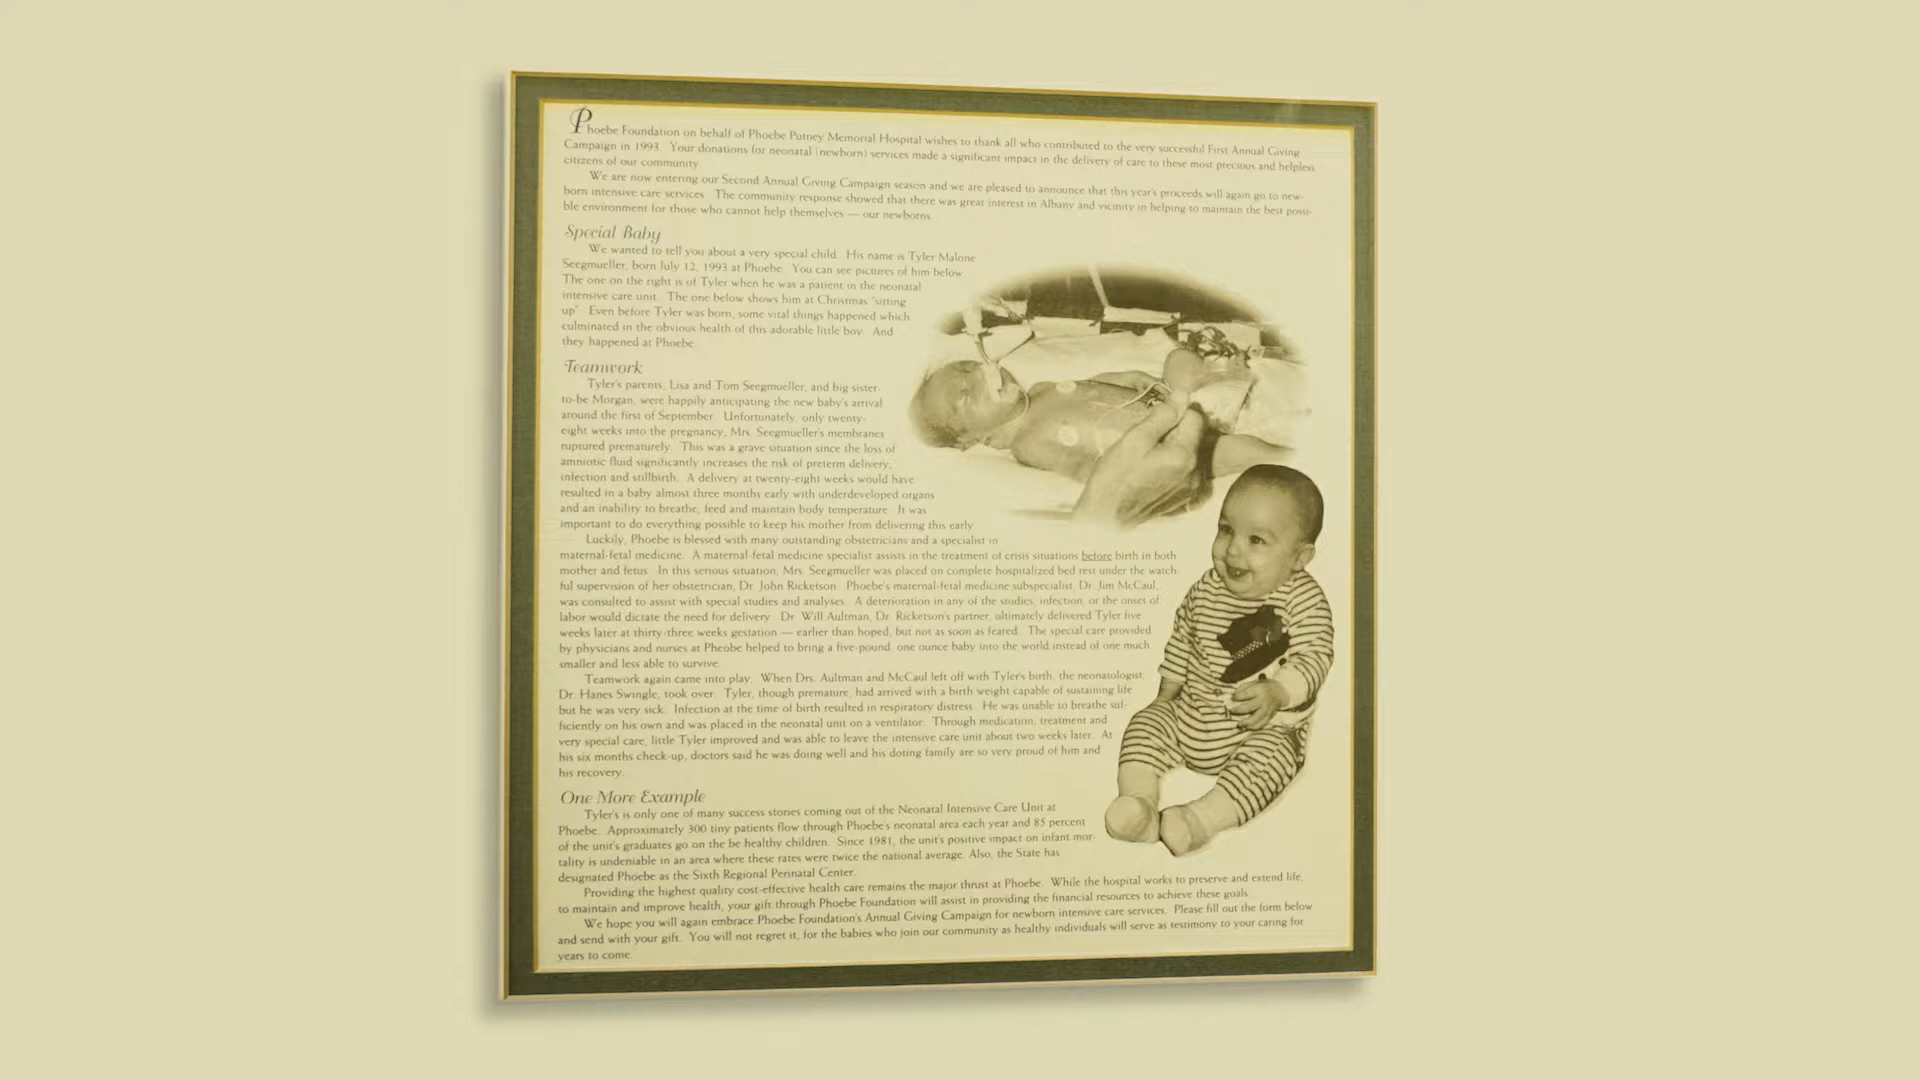 Phoebe Foundation on behalf of Phoebe Putney Memorial Hospital wishes to thank all who contributed to the very successful First Annual Giving
Campaign in 1993. Your donations for neonatal (newborn) services made a significant impact in the delivery of care to these most precious and helpless
citizens of our community.
We are now entering our Second Annual Giving Campaign season and we are pleased to announce that this year's proceeds will again go to new-
born intensive care services. The community response showed that there was great interest in Albany and vicinity in helping to maintain the best possi-
ble environment for those who cannot help themselves — our newborns.
Special Baby
We wanted to tell you about a very special child. His name is Tyler Malone
Seegmueller, born July 12, 1993 at Phoebe. You can see pictures of him below.
The one on the right is of Tyler when he was a patient in the neonatal
intensive care unit. The one below shows him at Christmas "sitting
up". Even before Tyler was born, some vital things happened which
culminated in the obvious health of this adorable little boy. And
they happened at Phoebe.
Teamwork
Tyler's parents, Lisa and Tom Seegmueller, and big sister-
to-be Morgan, were happily anticipating the new baby's arrival
around the first of September. Unfortunately, only twenty-
eight weeks into the pregnancy, Mrs. Seegmueller's membranes
ruptured prematurely. This was a grave situation since the loss of
amniotic fluid significantly increases the risk of preterm delivery,
infection and stillbirth. A delivery at twenty-eight weeks would have
resulted in a baby almost three months early with underdeveloped organs
and an inability to breathe, feed and maintain body temperature. It was
important to do everything possible to keep his mother from delivering this early.
Luckily, Phoebe is blessed with many outstanding obstetricians and a specialist in
maternal-fetal medicine. A maternal-fetal medicine specialist assists in the treatment of crisis situations before birth in both
mother and fetus. In this serious situation, Mrs. Seegmueller was placed on complete hospitalized bed rest under the watch-
ful supervision of her obstetrician, Dr. John Ricketson. Phoebe's maternal-fetal medicine subspecialist, Dr. Jim McCaul,
was consulted to assist with special studies and analyses. A deterioration in any of the studies, infection, or the onset of
labor would dictate the need for delivery. Dr. Will Aultman, Dr. Ricketson's partner, ultimately delivered Tyler five
weeks later at thirty-three weeks gestation — earlier than hoped, but not as soon as feared. The special care provided
by physicians and nurses at Pheobe helped to bring a five-pound, one ounce baby into the world instead of one much
smaller and less able to survive.
Teamwork again came into play. When Drs. Aultman and McCaul left off with Tyler's birth, the neonatologist,
Dr. Hanes Swingle, took over. Tyler, though premature, had arrived with a birth weight capable of sustaining life
but he was very sick. Infection at the time of birth resulted in respiratory distress. He was unable to breathe suf-
ficiently on his own and was placed in the neonatal unit on a ventilator. Through medication, treatment and
very special care, little Tyler improved and was able to leave the intensive care unit about two weeks later. At
his six months check-up, doctors said he was doing well and his doting family are so very proud of him and
his recovery.
One More Example
Tyler's is only one of many success stories coming out of the Neonatal Intensive Care Unit at
Phoebe. Approximately 300 tiny patients flow through Phoebe's neonatal area each year and 85 percent
of the unit's graduates go on the be healthy children. Since 1981, the unit's positive impact on infant mor-
tality is undeniable in an area where these rates were twice the national average. Also, the State has
designated Phoebe as the Sixth Regional Perinatal Center.
Providing the highest quality cost-effective health care remains the major thrust at Phoebe. While the hospital works to preserve and extend life,
to maintain and improve health, your gift through Phoebe Foundation will assist in providing the financial resources to achieve these goals.
We hope you will again embrace Phoebe Foundation's Annual Giving Campaign for newborn intensive care services. Please fill out the form below
and send with your gift. You will not regret it, for the babies who join our community as healthy individuals will serve as testimony to your caring for
years to come.